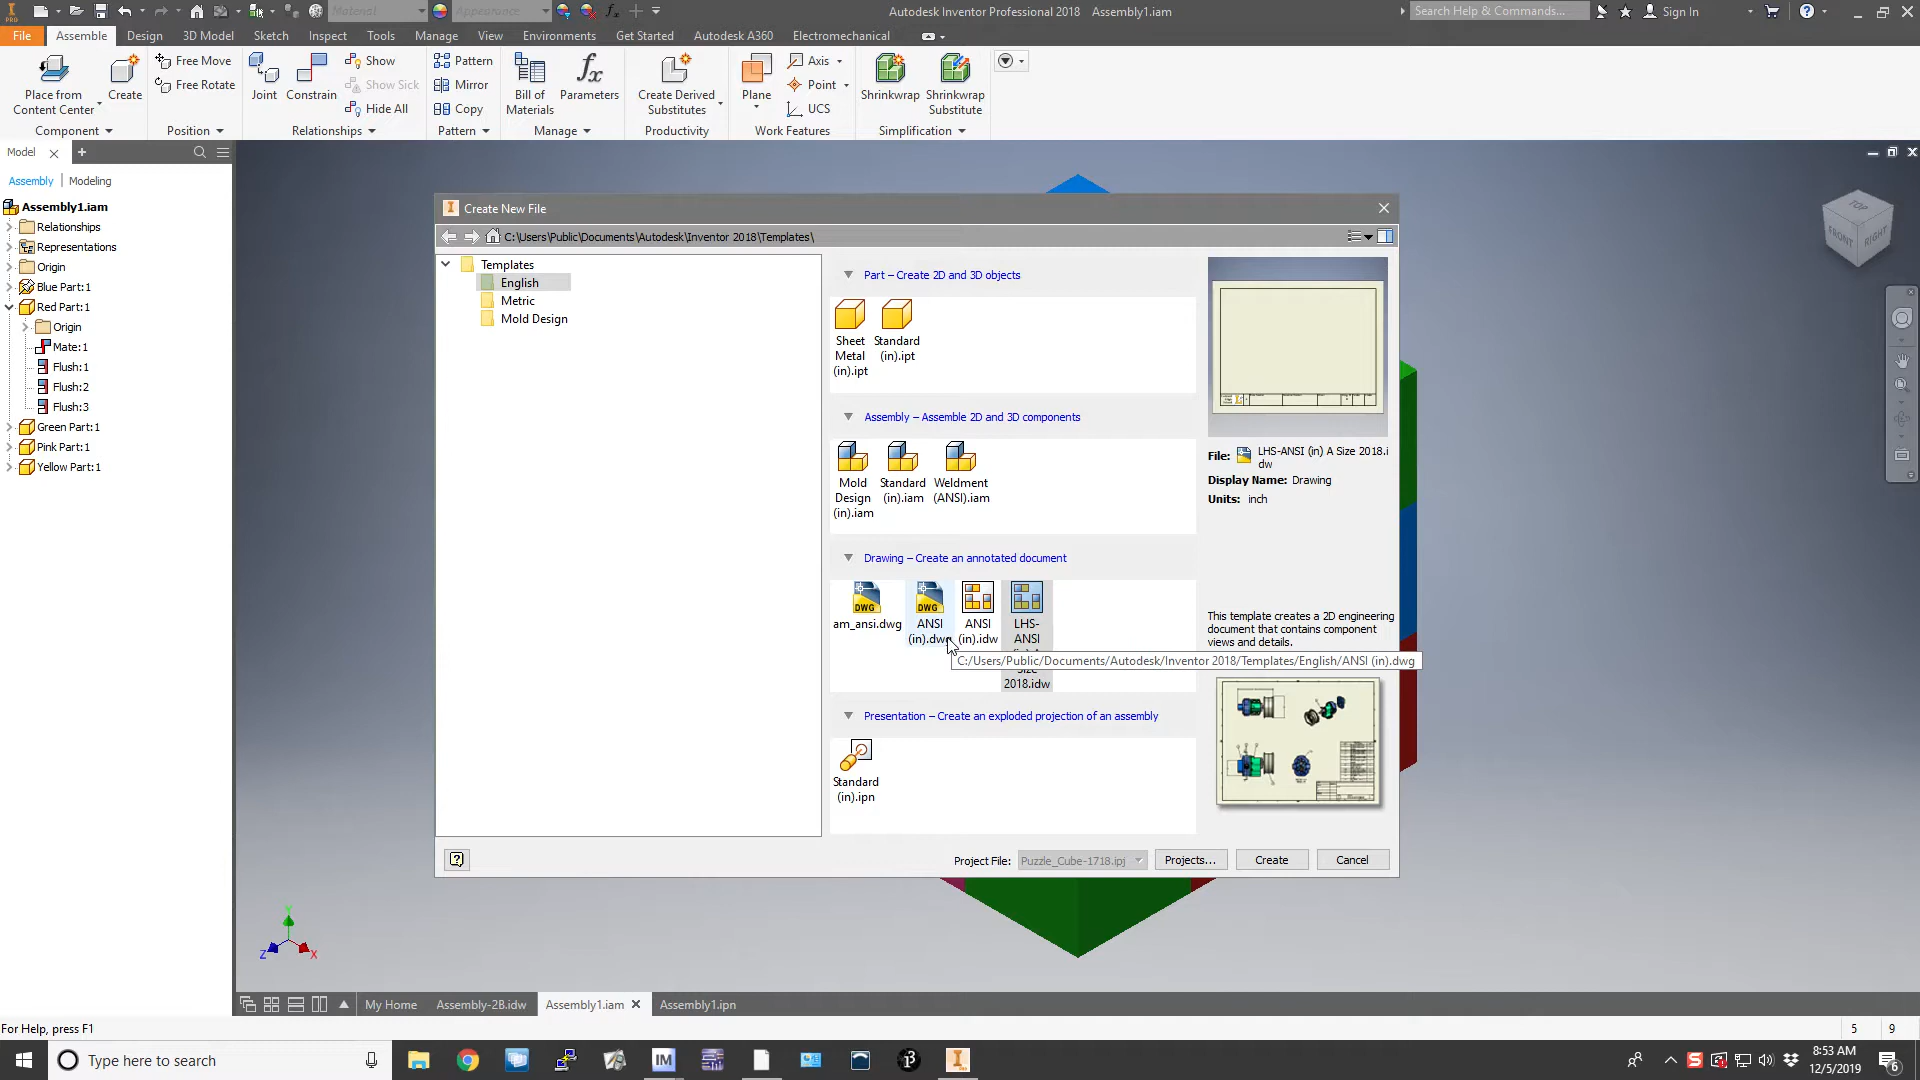 PRO
Material
Appearance
Autodesk Inventor Professional 2018 Assembly1.iam
Search Help & Commands...
Sign In
File
Assemble
Design
3D Model
Sketch
Inspect
Tools
Manage
View
Environments
Get Started
Autodesk A360
Electromechanical
Place from
Content Center
Create
Free Move
Free Rotate
Joint
Constrain
Show
Show Sick
Hide All
Pattern
Mirror
Copy
Bill of
Materials
Parameters
Create Derived
Substitutes
Plane
Axis
Point
UCS
Shrinkwrap
Shrinkwrap
Substitute
Component
Position
Relationships
Pattern
Manage
Productivity
Work Features
Simplification
Model
Assembly
Modeling
Assembly1.iam
Relationships
Representations
Origin
Blue Part:1
Red Part:1
Origin
Mate:1
Flush:1
Flush:2
Flush:3
Green Part:1
Pink Part:1
Yellow Part:1
TOP
FRONT
RIGHT
Create New File
C:\Users\Public\Documents\Autodesk\Inventor 2018\Templates\
Templates
English
Metric
Mold Design
Part – Create 2D and 3D objects
Sheet
Metal
(in).ipt
Standard
(in).ipt
Assembly – Assemble 2D and 3D components
Mold
Design
(in).iam
Standard
(in).iam
Weldment
(ANSI).iam
Drawing – Create an annotated document
DWG
am_ansi.dwg
DWG
ANSI
(in).dwg
ANSI
(in).idw
LHS-
ANSI
2018.idw
C:/Users/Public/Documents/Autodesk/Inventor 2018/Templates/English/ANSI (in).dwg
Presentation – Create an exploded projection of an assembly
Standard
(in).ipn
File: LHS-ANSI (in) A Size 2018.i
dw
Display Name: Drawing
Units: inch
This template creates a 2D engineering
document that contains component
views and details.
Project File: Puzzle_Cube-1718.ipj
Projects...
Create
Cancel
Y
Z
X
My Home
Assembly-2B.idw
Assembly1.iam
Assembly1.ipn
For Help, press F1
5
9
Type here to search
IM
8:53 AM
12/5/2019
6